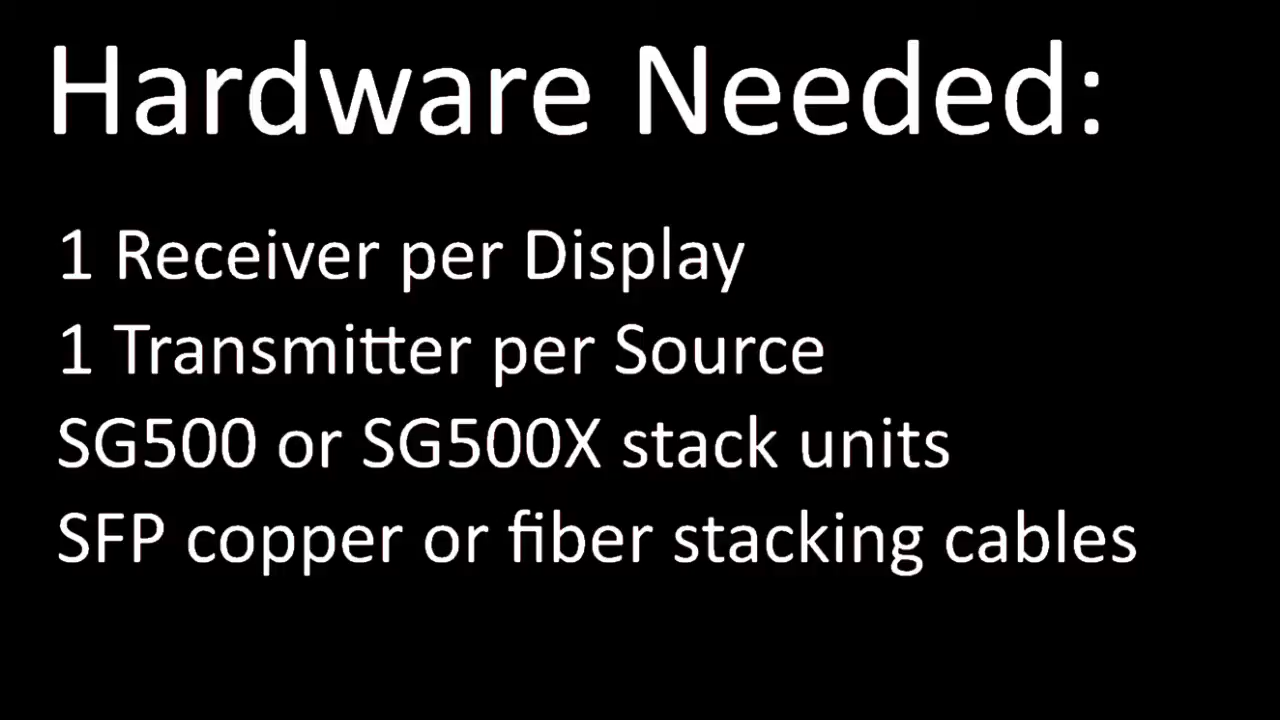 Hardware Needed:
1 Receiver per Display
1 Transmitter per Source
SG500 or SG500X stack units
SFP copper or fiber stacking cables